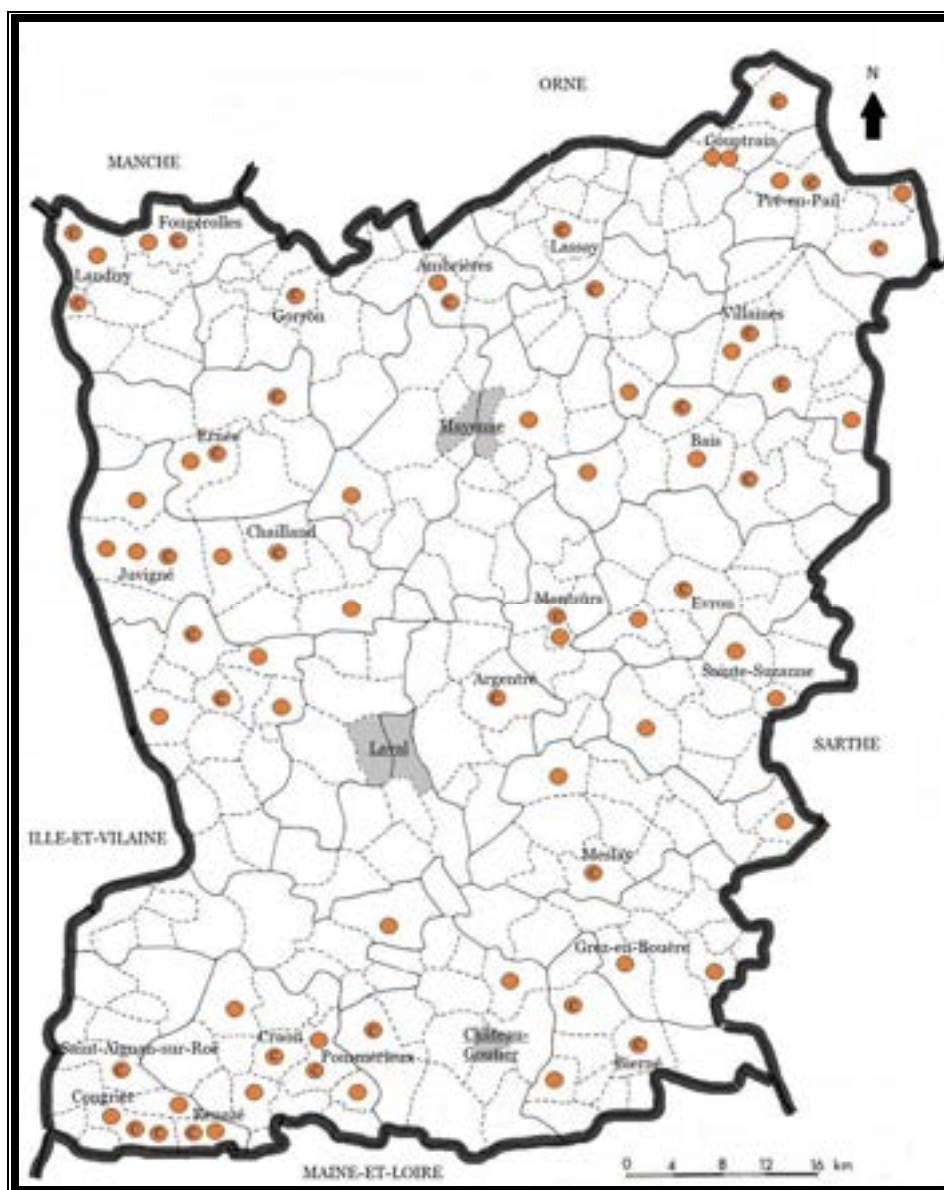 ORNE
N
MANCHE
Couptrain
Fougerolles
Pré-en-Pail
Lassay
Landivy
Ambrières
Gorron
Villaines
Mayenne
Ernée
Bais
Chailland
Juvigné
Montsûrs
Evron
Sainte-Suzanne
Argentré
Laval
SARTHE
ILLE-ET-VILAINE
Meslay
Grez-en-Bouère
Craon
Château-
Gontier
Saint-Aignan-sur-Roë
Pommerieux
Bierné
Congrier
Renazé
0 4 8 12 16 km
MAINE-ET-LOIRE